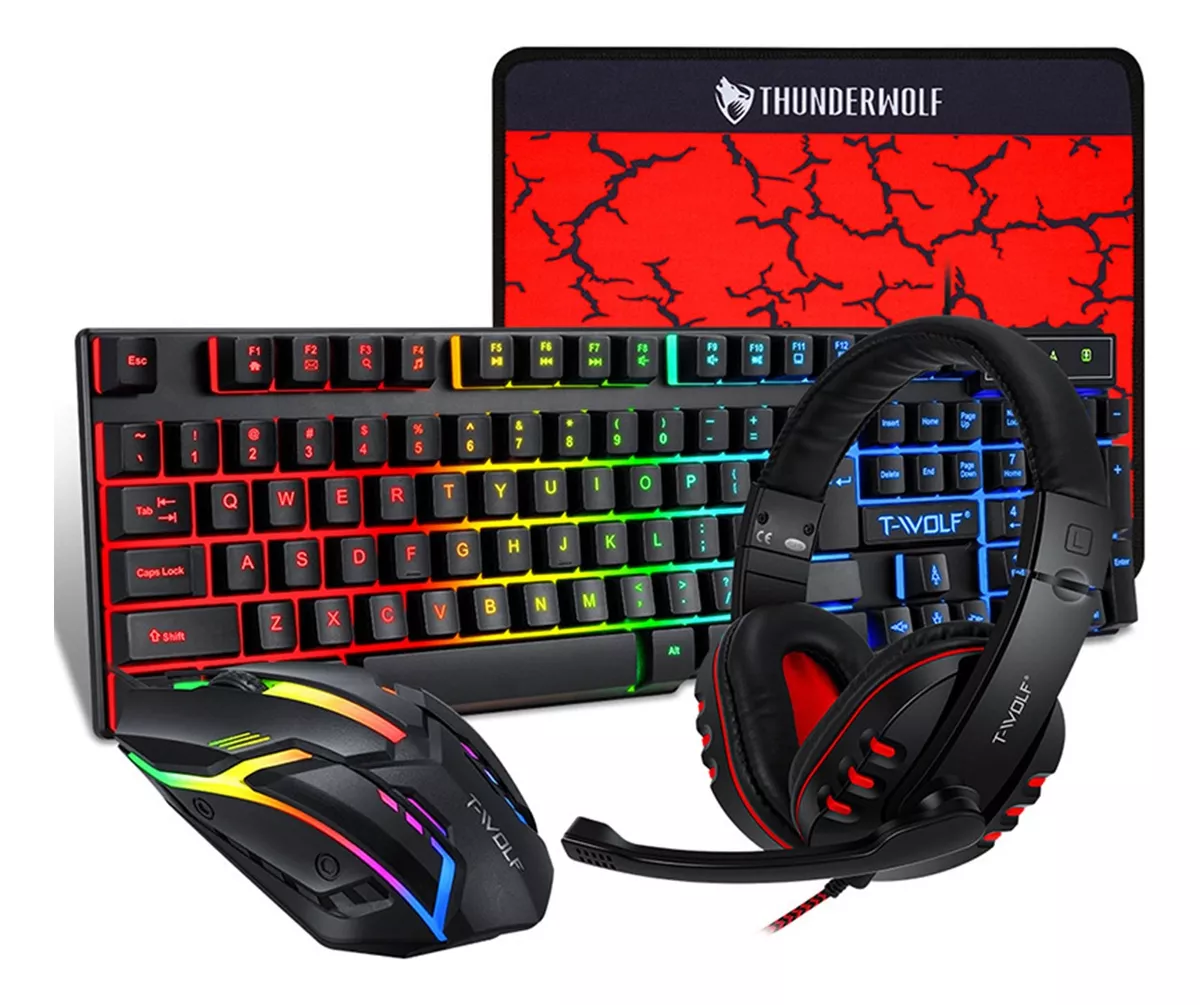 THUNDERWOLF
Esc F1 F2 F3 F4 F5 F6 F7 F8 F9 F10 F11 F12 A
~ ` ! 1 @ 2 # 3 $ 4 % 5 ^ 6 & 7 * 8 ( 9 ) 0 _ - + = Insert Home Page Up -
Tab Q W E R T Y U I O P { [ Delete End Page Down 7 Home +
Caps Lock A S D F G H J K L : ; T-WOLF® 4
Shift Z X C V B N M < , > . ? / Enter
Alt
CE
L
T-WOLF®
T-WOLF